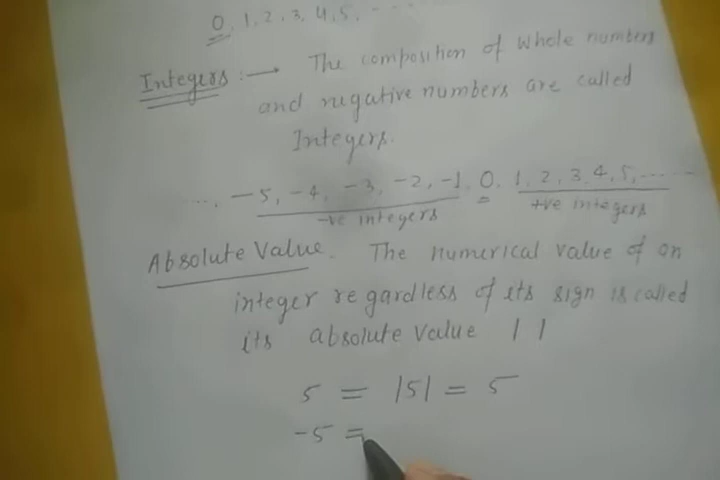 0, 1, 2, 3, 4, 5, ...
Integers :→ The composition of whole numbers
and negative numbers are called
Integers.
...., -5, -4, -3, -2, -1, 0, 1, 2, 3, 4, 5, ......
-ve integers +ve integers
Absolute Value. The numerical value of an
integer regardless of its sign is called
its absolute value | |
5 = |5| = 5
-5 =